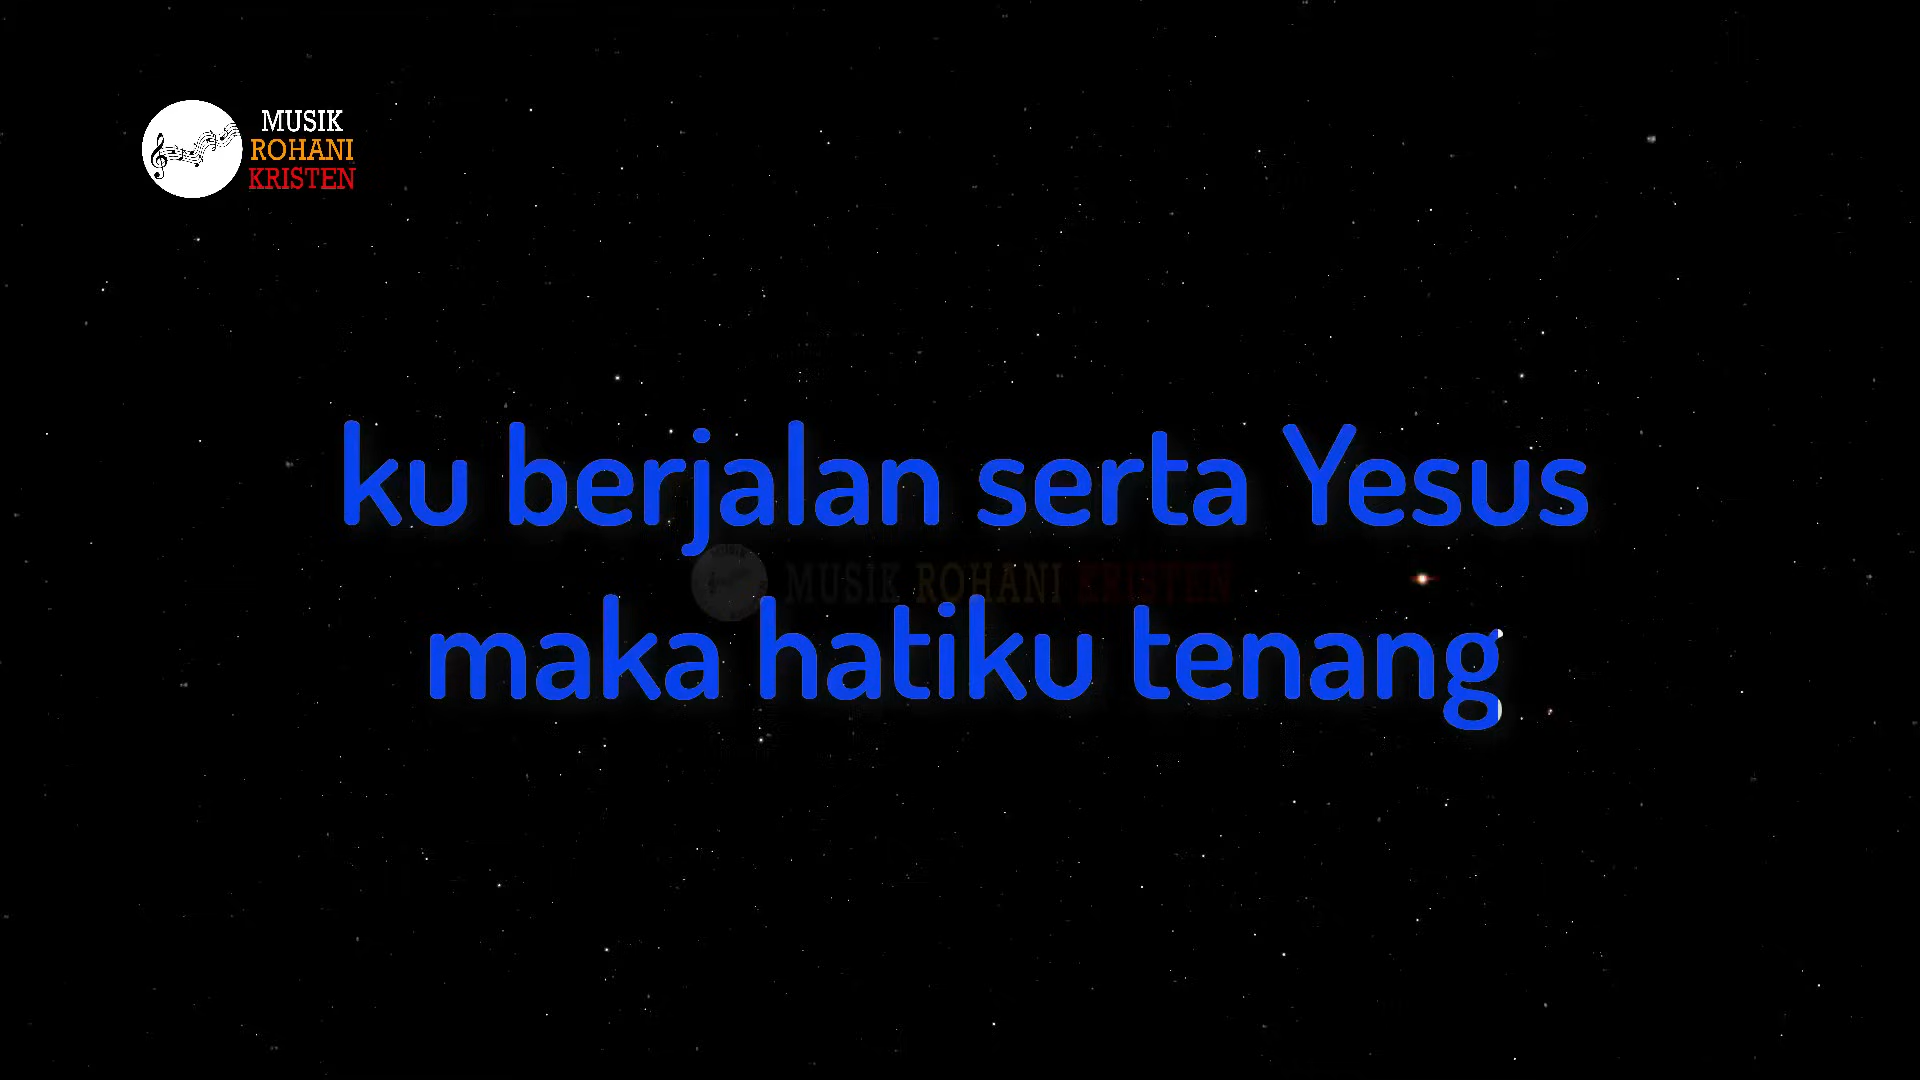 MUSIK
ROHANI
KRISTEN
ku berjalan serta Yesus
MUSIK ROHANI KRISTEN
maka hatiku tenang